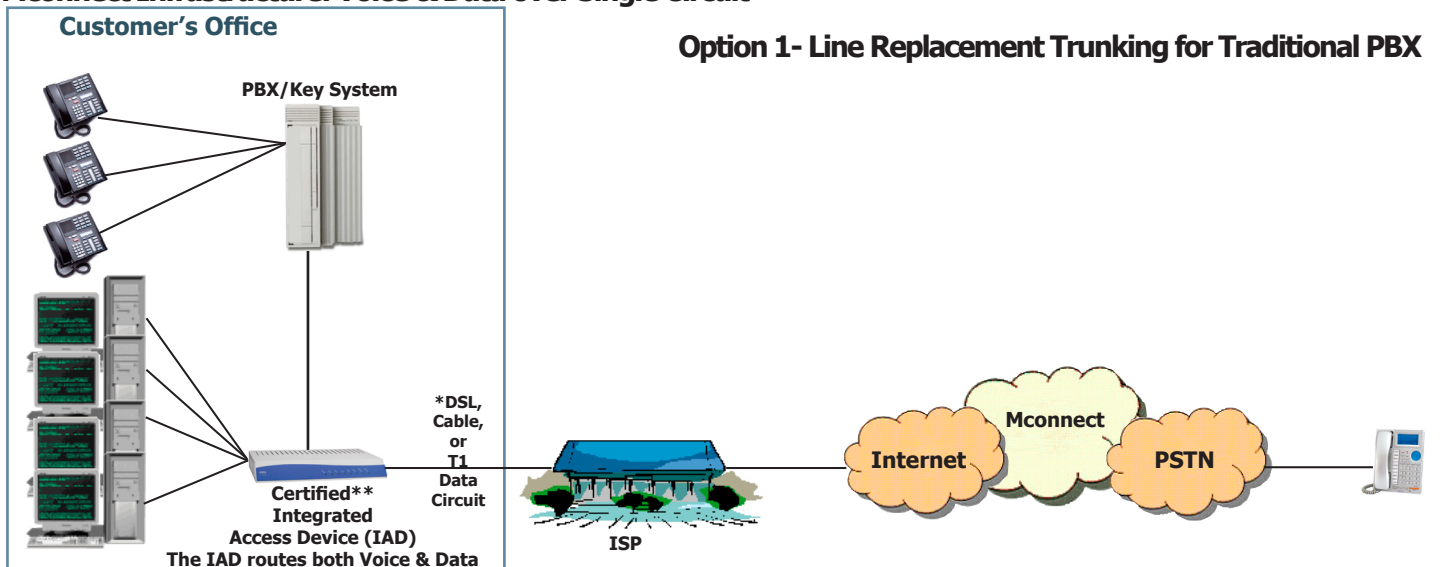 Customer's Office
Option 1- Line Replacement Trunking for Traditional PBX
PBX/Key System
*DSL,
Cable,
or
T1
Data
Circuit
Certified**
Integrated
Access Device (IAD)
The IAD routes both Voice & Data
ISP
Internet
Mconnect
PSTN